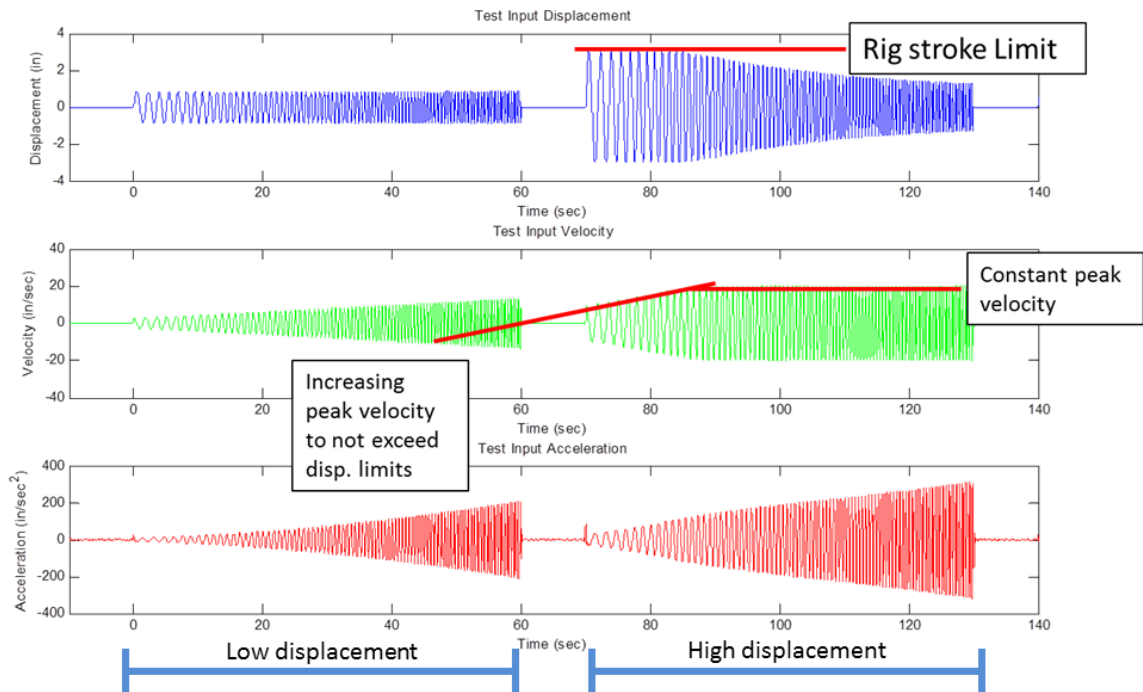 Test Input Displacement
Displacement (in)
4
2
0
-2
-4
0
20
40
60
80
100
120
140
Time (sec)
Rig stroke Limit
Test Input Velocity
Velocity (in/sec)
40
20
0
-20
-40
0
20
40
60
80
100
120
140
Time (sec)
Constant peak
velocity
Increasing
peak velocity
to not exceed
disp. limits
Test Input Acceleration
Acceleration (in/sec²)
400
200
0
-200
-400
0
20
40
60
80
100
120
140
Time (sec)
Low displacement
High displacement